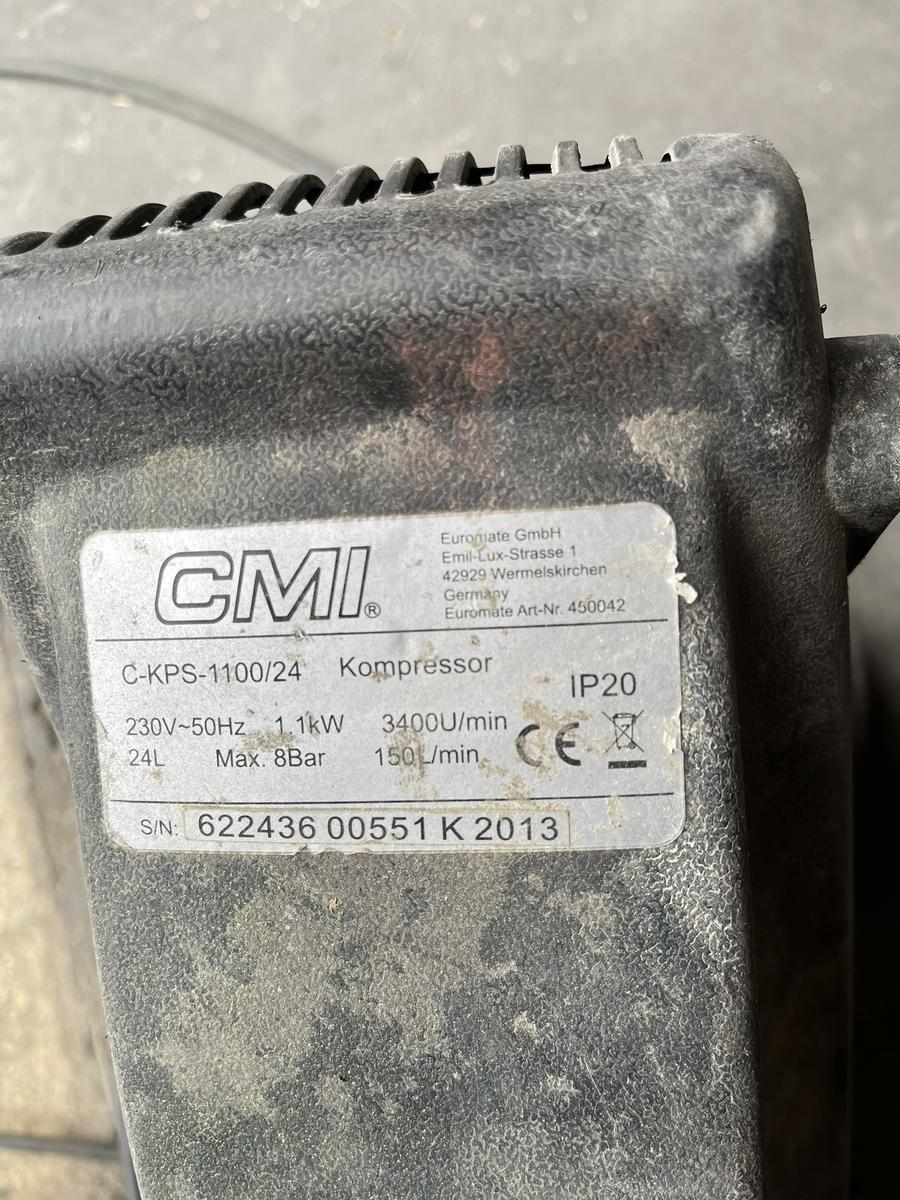 CMI®
Euromate GmbH
Emil-Lux-Strasse 1
42929 Wermelskirchen
Germany
Euromate Art-Nr. 450042
C-KPS-1100/24 Kompressor
IP20
230V~50Hz 1.1kW 3400U/min
24L Max. 8Bar 150L/min
CE
S/N: 622436 00551 K 2013